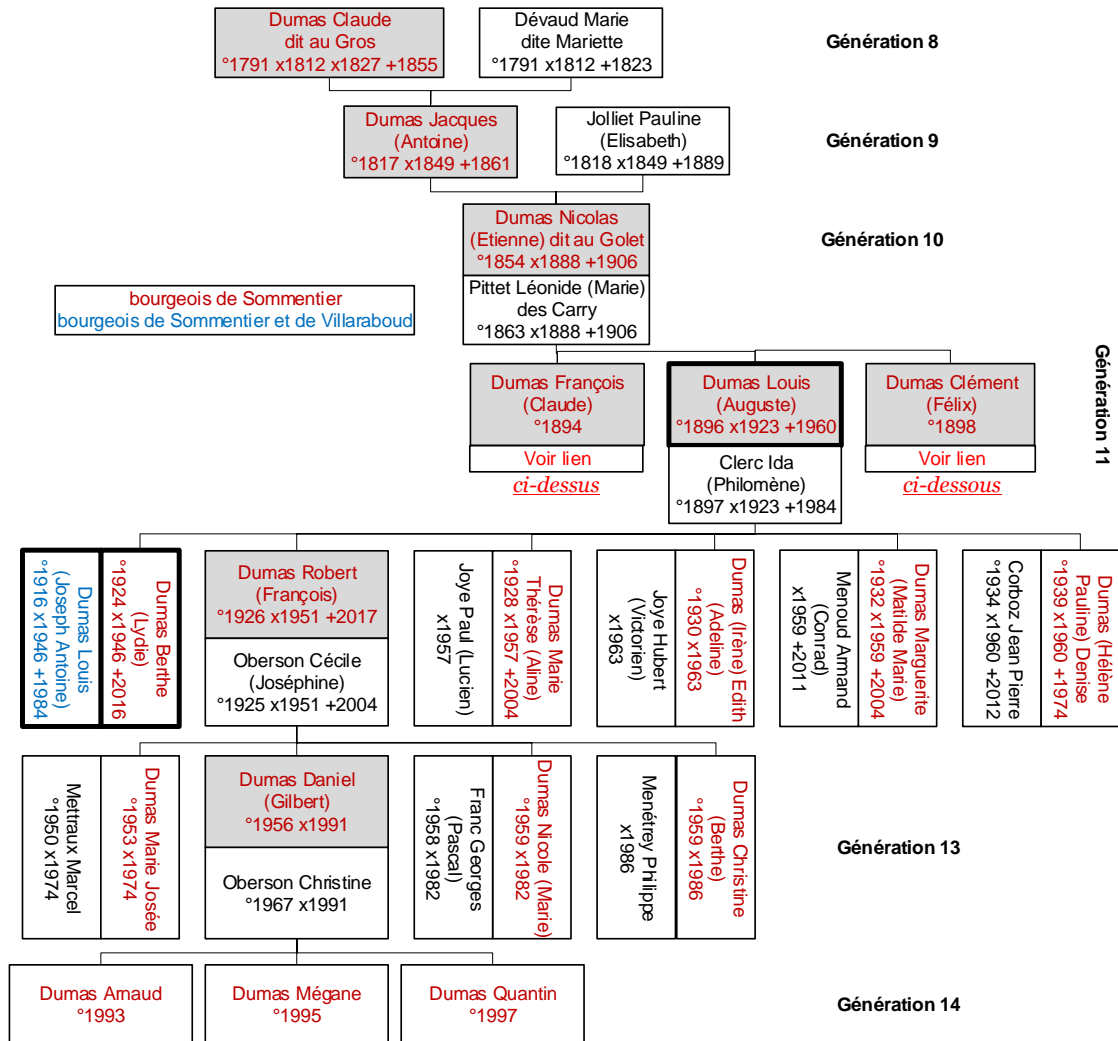 Dumas Claude
dit au Gros
°1791 x1812 x1827 +1855
Dévaud Marie
dite Mariette
°1791 x1812 +1823
Génération 8
Dumas Jacques
(Antoine)
°1817 x1849 +1861
Jolliet Pauline
(Elisabeth)
°1818 x1849 +1889
Génération 9
Dumas Nicolas
(Etienne) dit au Golet
°1854 x1888 +1906
Génération 10
Pittet Léonide (Marie)
des Carry
°1863 x1888 +1906
bourgeois de Sommentier
bourgeois de Sommentier et de Villaraboud
Dumas François
(Claude)
°1894
Voir lien
ci-dessus
Dumas Louis
(Auguste)
°1896 x1923 +1960
Clerc Ida
(Philomène)
°1897 x1923 +1984
Dumas Clément
(Félix)
°1898
Voir lien
ci-dessous
Génération 11
Dumas Louis
(Joseph Antoine)
°1916 x1946 +1984
Dumas Berthe
(Lydie)
°1924 x1946 +2016
Dumas Robert
(François)
°1926 x1951 +2017
Oberson Cécile
(Joséphine)
°1925 x1951 +2004
Joye Paul (Lucien)
x1957
Dumas Marie
Thérèse (Aline)
°1928 x1957 +2004
Joye Hubert
(Victorien)
x1963
Dumas (Irène) Edith
(Adeline)
°1930 x1963
Menoud Armand
(Conrad)
x1959 +2011
Dumas Marguerite
(Matilde Marie)
°1932 x1959 +2004
Corboz Jean Pierre
°1934 x1960 +2012
Dumas (Hélène
Pauline) Denise
°1939 x1960 +1974
Mettraux Marcel
°1950 x1974
Dumas Marie Josée
°1953 x1974
Dumas Daniel
(Gilbert)
°1956 x1991
Oberson Christine
°1967 x1991
Franc Georges
(Pascal)
°1958 x1982
Dumas Nicole (Marie)
°1959 x1982
Menétrey Philippe
x1986
Dumas Christine
(Berthe)
°1959 x1986
Génération 13
Dumas Arnaud
°1993
Dumas Mégane
°1995
Dumas Quantin
°1997
Génération 14